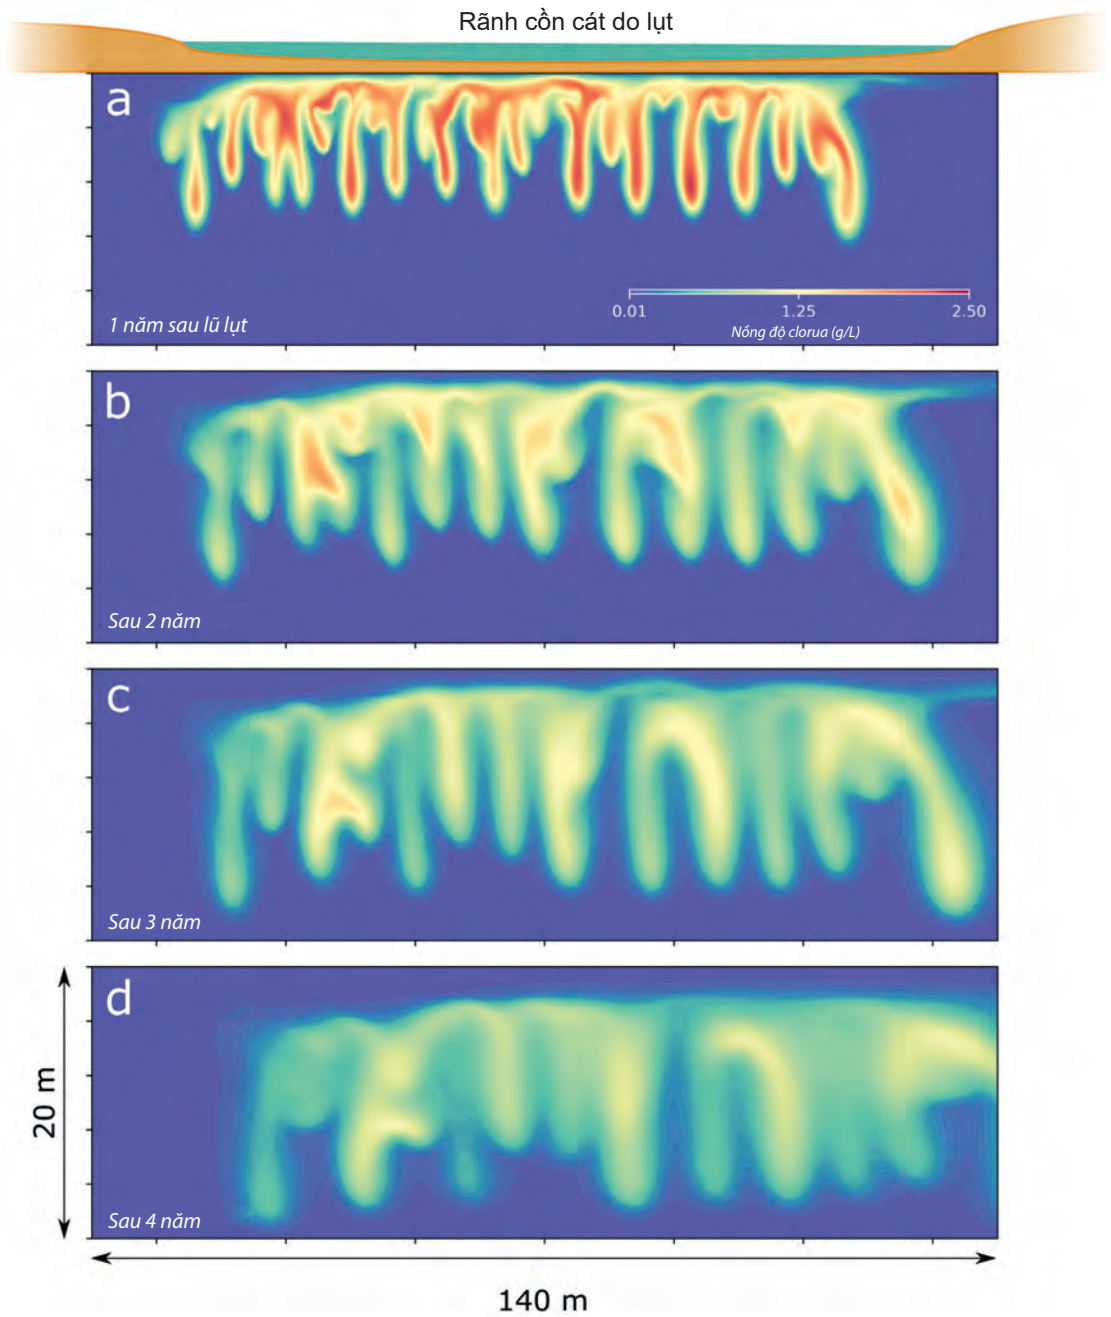 Rãnh cồn cát do lụt
a
0.01 1.25 2.50
Nồng độ clorua (g/L)
1 năm sau lũ lụt
b
Sau 2 năm
c
Sau 3 năm
d
Sau 4 năm
20 m
140 m